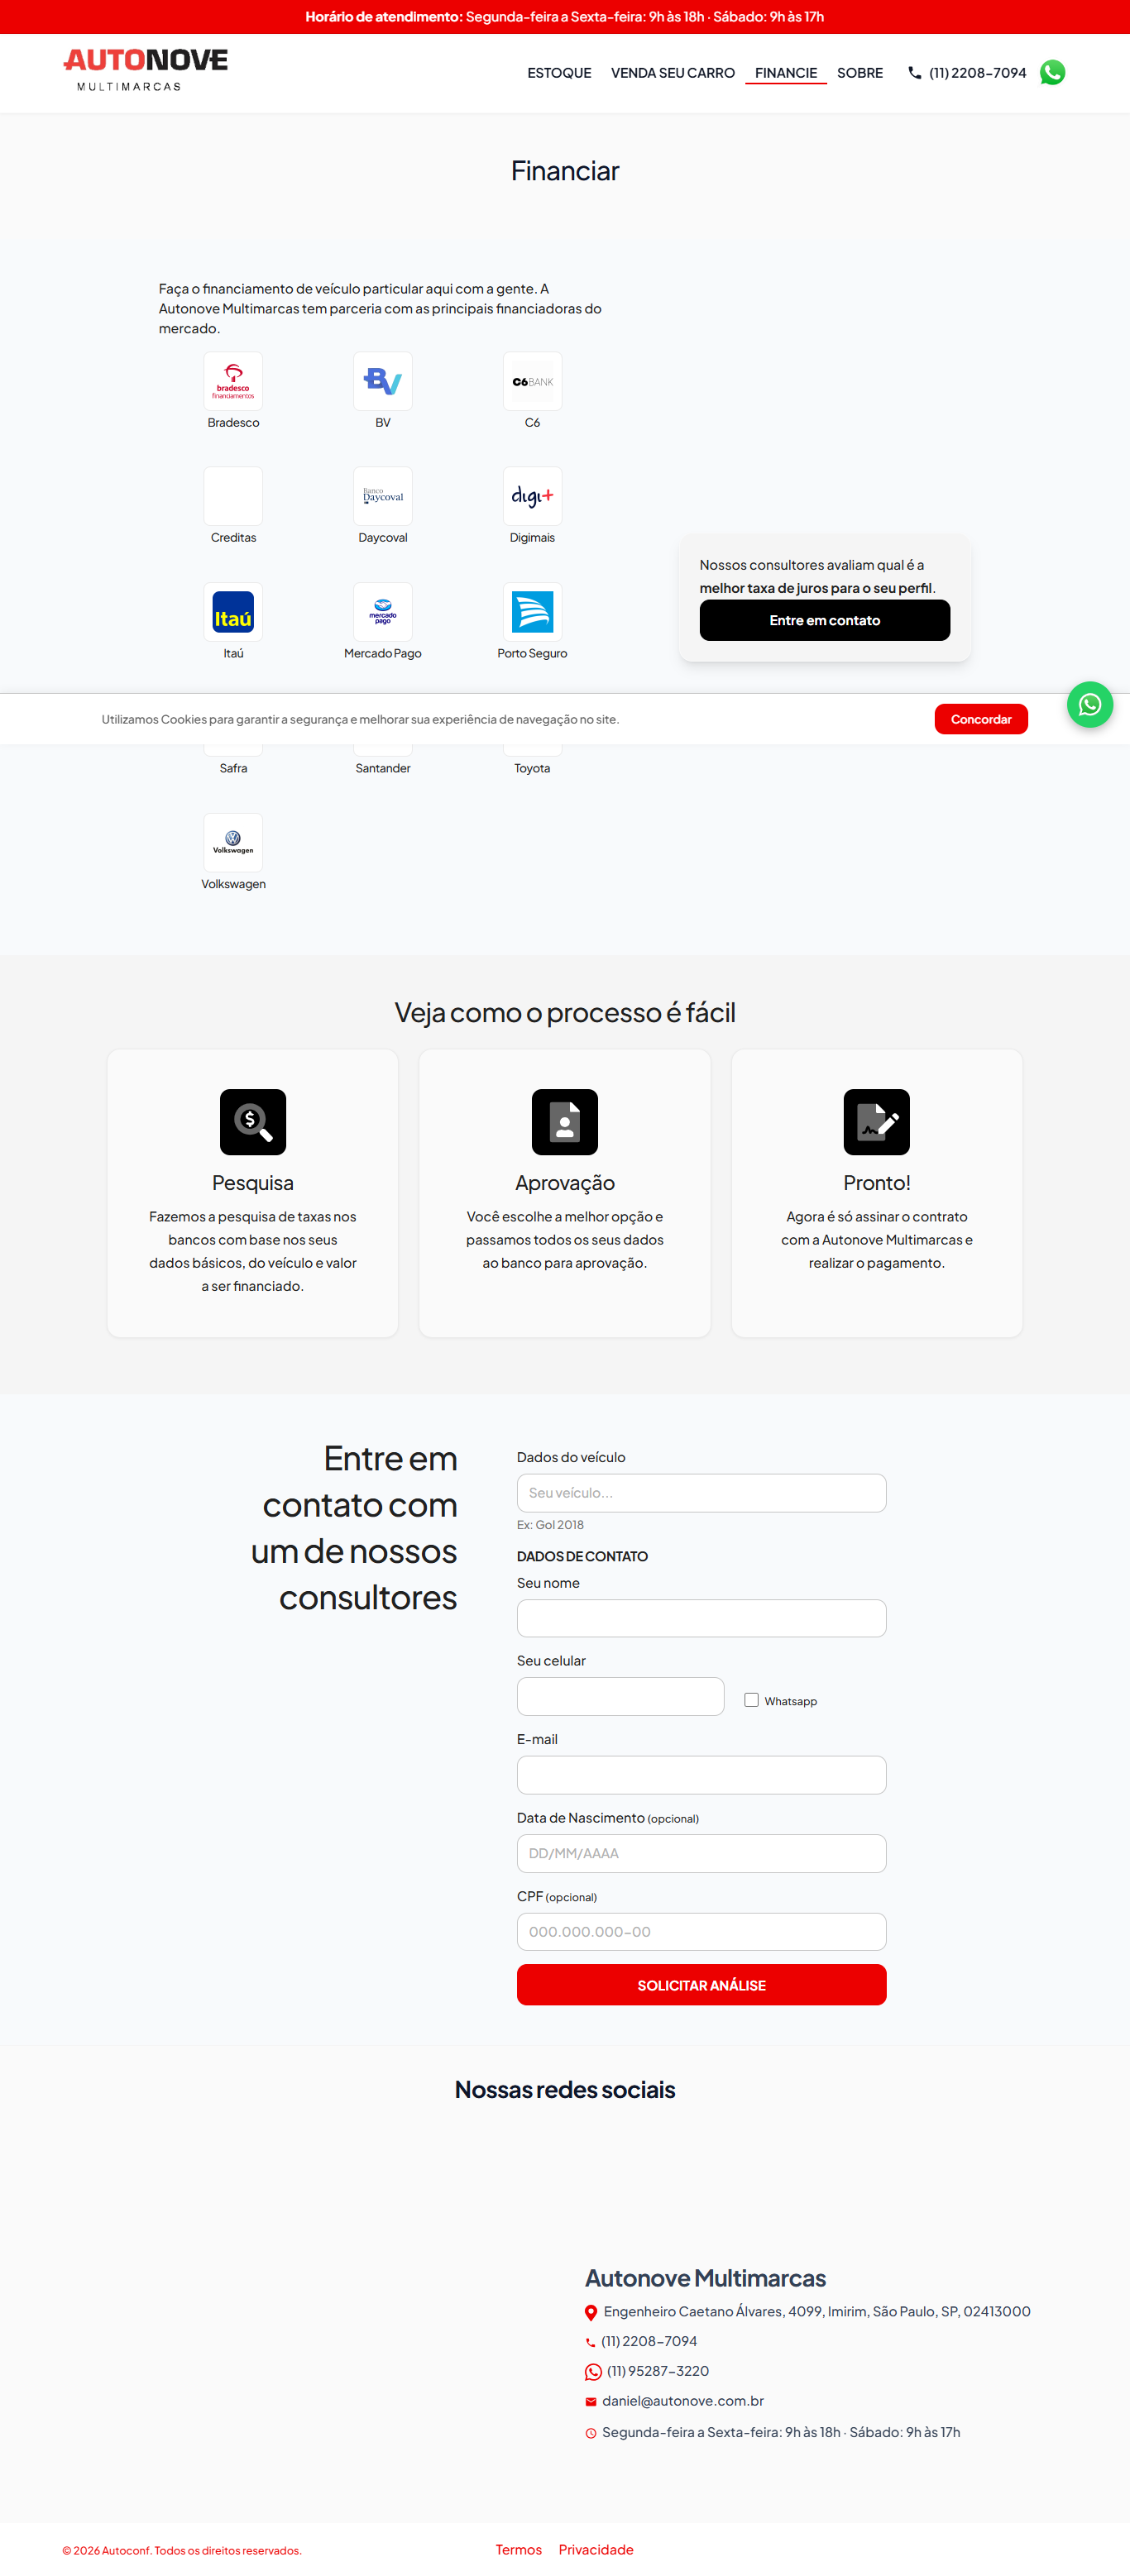 Horário de atendimento: Segunda-feira a Sexta-feira: 9h às 18h · Sábado: 9h às 17h
AUTONOVE
MULTIMARCAS
ESTOQUE VENDA SEU CARRO FINANCIE SOBRE (11) 2208-7094
Financiar
Faça o financiamento de veículo particular aqui com a gente. A
Autonove Multimarcas tem parceria com as principais financiadoras do
mercado.
bradesco
financiamentos
BV
C6BANK
Bradesco BV C6
Banco
Daycoval
digi+
Creditas Daycoval Digimais
Nossos consultores avaliam qual é a
melhor taxa de juros para o seu perfil.
Entre em contato
Itaú
mercado
pago
Itaú Mercado Pago Porto Seguro
Utilizamos Cookies para garantir a segurança e melhorar sua experiência de navegação no site.
Concordar
Safra Santander Toyota
Volkswagen
Volkswagen
Veja como o processo é fácil
Pesquisa
Fazemos a pesquisa de taxas nos
bancos com base nos seus
dados básicos, do veículo e valor
a ser financiado.
Aprovação
Você escolhe a melhor opção e
passamos todos os seus dados
ao banco para aprovação.
Pronto!
Agora é só assinar o contrato
com a Autonove Multimarcas e
realizar o pagamento.
Entre em
contato com
um de nossos
consultores
Dados do veículo
Seu veículo...
Ex: Gol 2018
DADOS DE CONTATO
Seu nome
Seu celular
Whatsapp
E-mail
Data de Nascimento (opcional)
DD/MM/AAAA
CPF (opcional)
000.000.000-00
SOLICITAR ANÁLISE
Nossas redes sociais
Autonove Multimarcas
Engenheiro Caetano Álvares, 4099, Imirim, São Paulo, SP, 02413000
(11) 2208-7094
(11) 95287-3220
daniel@autonove.com.br
Segunda-feira a Sexta-feira: 9h às 18h · Sábado: 9h às 17h
© 2026 Autoconf. Todos os direitos reservados.
Termos Privacidade